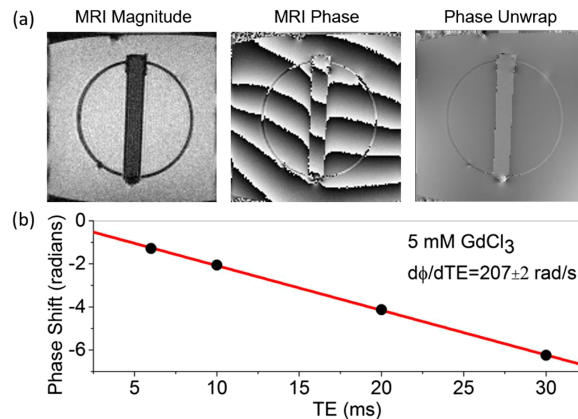 (a) MRI Magnitude MRI Phase Phase Unwrap
(b)
5 mM GdCl₃
dϕ/dTE=207±2 rad/s
Phase Shift (radians)
0
-2
-4
-6
5 10 15 20 25 30
TE (ms)